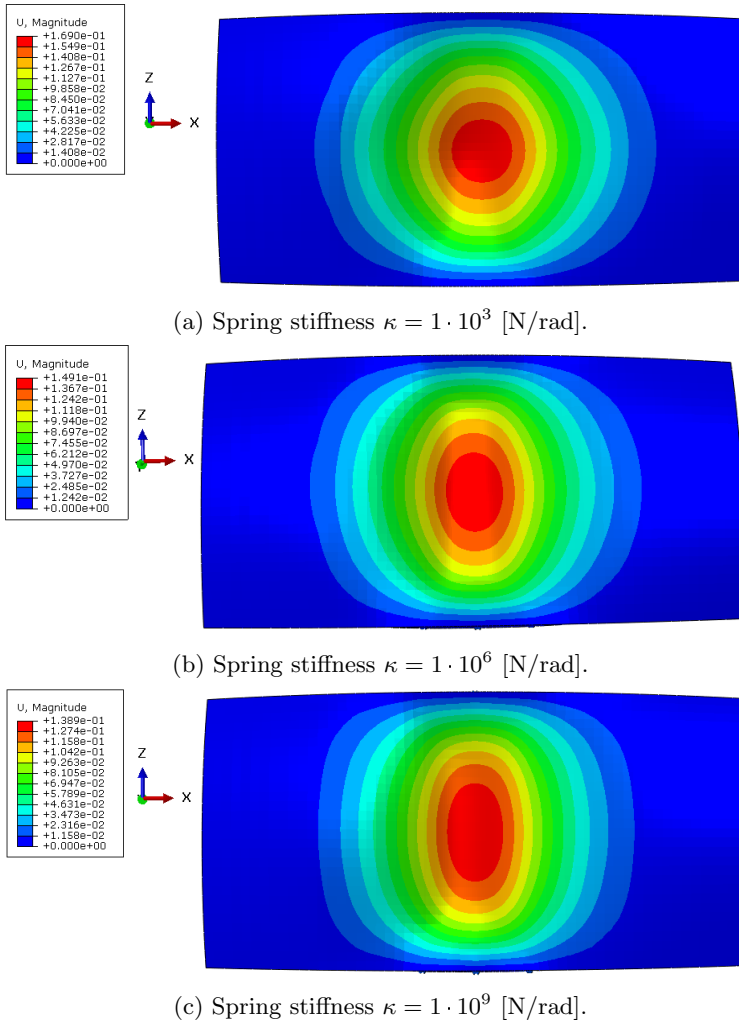 U, Magnitude
+1.690e-01
+1.549e-01
+1.408e-01
+1.267e-01
+1.127e-01
+9.858e-02
+8.450e-02
+7.041e-02
+5.633e-02
+4.225e-02
+2.817e-02
+1.408e-02
+0.000e+00
Z
X
(a) Spring stiffness κ = 1 · 10³ [N/rad].
U, Magnitude
+1.491e-01
+1.367e-01
+1.242e-01
+1.118e-01
+9.940e-02
+8.697e-02
+7.455e-02
+6.212e-02
+4.970e-02
+3.727e-02
+2.485e-02
+1.242e-02
+0.000e+00
Z
X
(b) Spring stiffness κ = 1 · 10⁶ [N/rad].
U, Magnitude
+1.389e-01
+1.274e-01
+1.158e-01
+1.042e-01
+9.263e-02
+8.105e-02
+6.947e-02
+5.789e-02
+4.631e-02
+3.473e-02
+2.316e-02
+1.158e-02
+0.000e+00
Z
X
(c) Spring stiffness κ = 1 · 10⁹ [N/rad].